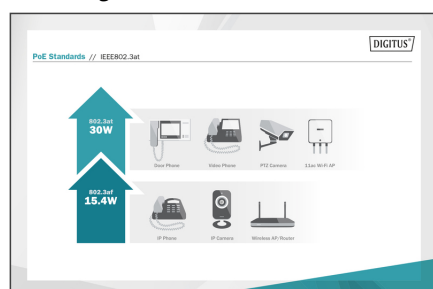 DIGITUS®
PoE Standards // IEEE802.3at
802.3at
30W
Door Phone
Video Phone
PTZ Camera
11ac Wi-Fi AP
802.3af
15.4W
IP Phone
IP Camera
Wireless AP/Router